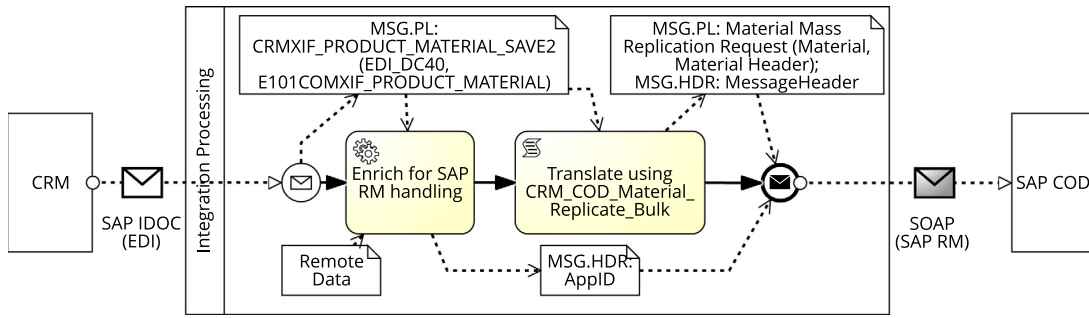 MSG.PL:
CRMXIF_PRODUCT_MATERIAL_SAVE2
(EDI_DC40,
E101COMXIF_PRODUCT_MATERIAL)
MSG.PL: Material Mass
Replication Request (Material,
Material Header);
MSG.HDR: MessageHeader
Integration Processing
CRM
SAP IDOC
(EDI)
Enrich for SAP
RM handling
Translate using
CRM_COD_Material_
Replicate_Bulk
SAP COD
SOAP
(SAP RM)
Remote
Data
MSG.HDR:
AppID